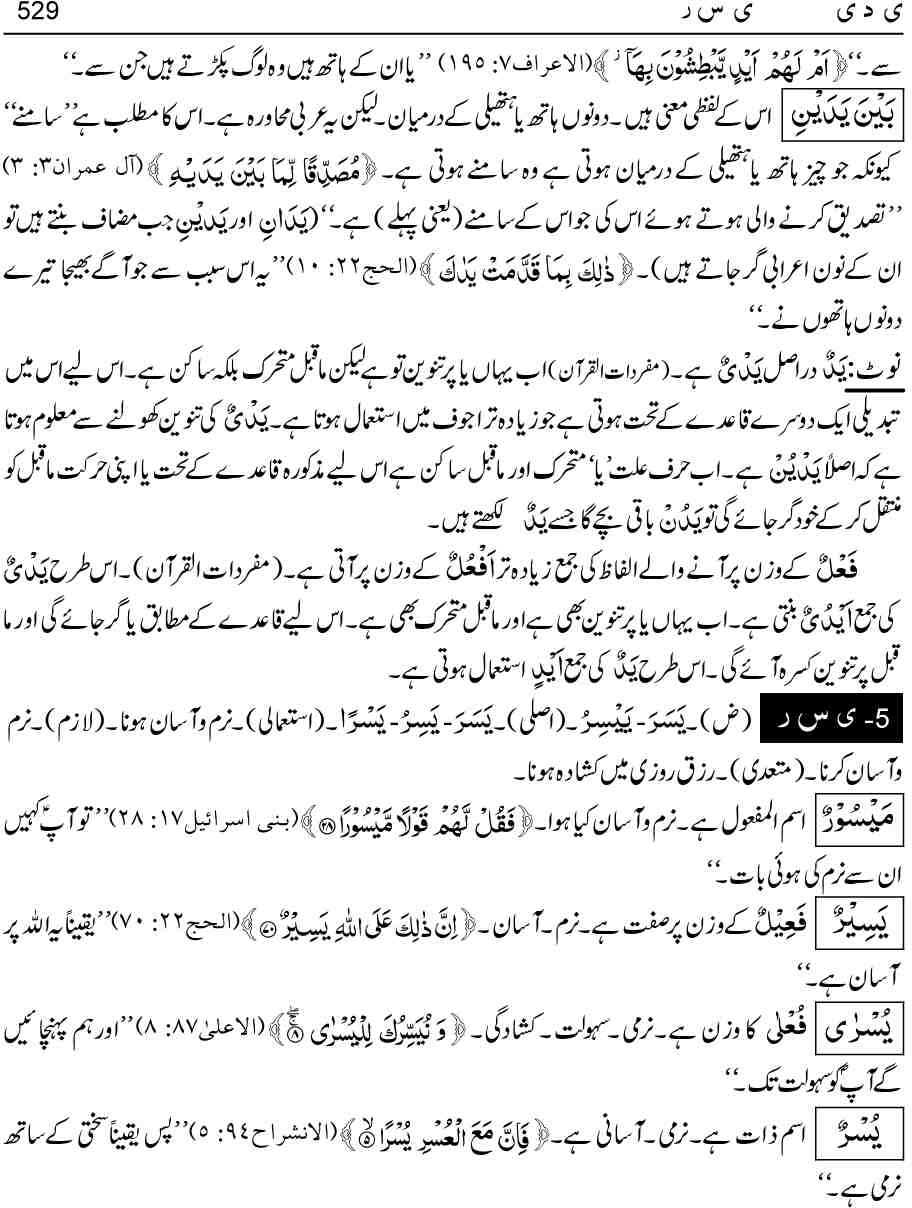 ی د ی ی س ر 529
سے۔‘‘﴿اَمۡ لَہُمۡ اَیۡدٍ یَّبۡطِشُوۡنَ بِہَاۤ ۫﴾(الاعراف۷: ۱۹۵) ’’یا ان کے ہاتھ ہیں وہ لوگ پکڑتے ہیں جن سے۔‘‘
بَیۡنَ یَدَیۡنِ اس کے لفظی معنی ہیں۔دونوں ہاتھ یا ہتھیلی کے درمیان۔لیکن یہ عربی محاورہ ہے۔اس کا مطلب ہے’’سامنے‘‘
کیونکہ جو چیز ہاتھ یا ہتھیلی کے درمیان ہوتی ہے وہ سامنے ہوتی ہے۔﴿مُصَدِّقًا لِّمَا بَیۡنَ یَدَیۡہِ﴾(آل عمران۳: ۳)
’’تصدیق کرنے والی ہوتے ہوئے اس کی جو اس کے سامنے (یعنی پہلے) ہے۔‘‘(یَدَانِ اور یَدَیۡنِ جب مضاف بنتے ہیں تو
ان کے نون اعرابی گر جاتے ہیں)۔﴿ذٰلِکَ بِمَا قَدَّمَتۡ یَدٰکَ﴾(الحج۲۲: ۱۰)’’یہ اس سبب سے جو آگے بھیجا تیرے
دونوں ہاتھوں نے۔‘‘
نوٹ:یَدٌ دراصل یَدۡیٌ ہے۔(مفردات القرآن)اب یہاں یا پر تنوین تو ہے لیکن ماقبل متحرک بلکہ ساکن ہے۔اس لیے اس میں
تبدیلی ایک دوسرے قاعدے کے تحت ہوتی ہے جو زیادہ تر اجوف میں استعمال ہوتا ہے۔یَدۡیٌ کی تنوین کھولنے سے معلوم ہوتا
ہے کہ اصلاً یَدۡیُنۡ ہے۔اب حرف علت ’یا‘ متحرک اور ماقبل ساکن ہے اس لیے مذکورہ قاعدے کے تحت یا اپنی حرکت ماقبل کو
منتقل کر کے خود گر جائے گی تو یَدُنۡ باقی بچے گا جسے یَدٌ لکھتے ہیں۔
فَعۡلٌ کے وزن پر آنے والے الفاظ کی جمع زیادہ تر اَفۡعُلٌ کے وزن پر آتی ہے۔(مفردات القرآن)۔اس طرح یَدۡیٌ
کی جمع اَیۡدُیٌ بنتی ہے۔اب یہاں یا پر تنوین بھی ہے اور ماقبل متحرک بھی ہے۔اس لیے قاعدے کے مطابق یا گر جائے گی اور ما
قبل پر تنوین کسرہ آئے گی۔اس طرح یَدٌ کی جمع اَیۡدٍ استعمال ہوتی ہے۔
5- ی س ر (ض)۔یَسَرَ- یَیۡسِرُ۔(اصلی)۔یَسَرَ- یَسِرُ- یَسۡرًا۔(استعمالی)۔نرم و آسان ہونا۔(لازم)۔نرم
و آسان کرنا۔(متعدی)۔رزق روزی میں کشادہ ہونا۔
مَیۡسُوۡرٌ اسم المفعول ہے۔نرم و آسان کیا ہوا۔﴿فَقُلۡ لَّہُمۡ قَوۡلًا مَّیۡسُوۡرًا ۲۸﴾(بنی اسرائیل۱۷: ۲۸)’’تو آپؐ کہیں
ان سے نرم کی ہوئی بات۔‘‘
یَسِیۡرٌ فَعِیۡلٌ کے وزن پر صفت ہے۔نرم۔آسان۔﴿اِنَّ ذٰلِکَ عَلَی اللّٰہِ یَسِیۡرٌ ۷۰﴾(الحج۲۲: ۷۰)’’یقیناً یہ اللہ پر
آسان ہے۔‘‘
یُسۡرٰی فُعۡلٰی کا وزن ہے۔نرمی۔سہولت۔کشادگی۔﴿وَ نُیَسِّرُکَ لِلۡیُسۡرٰی ۸﴾(الاعلیٰ۸۷: ۸)’’اور ہم پہنچائیں
گے آپؐ کو سہولت تک۔‘‘
یُسۡرٌ اسم ذات ہے۔نرمی۔آسانی ہے۔﴿فَاِنَّ مَعَ الۡعُسۡرِ یُسۡرًا ۵﴾(الانشراح۹۴: ۵)’’پس یقیناً سختی کے ساتھ
نرمی ہے۔‘‘